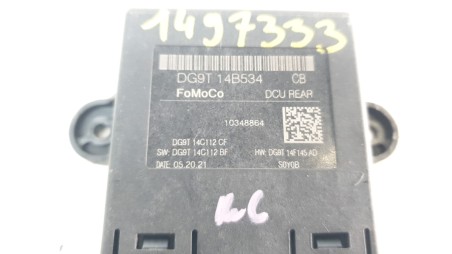 1497333
DG9T 14B534 CB
FoMoCo DCU REAR
10348864
DG9T 14C112 CF
SW: DG9T 14C112 BF HW: DG9T 14F145 AD
DATE: 05.20.21 S0Y0B